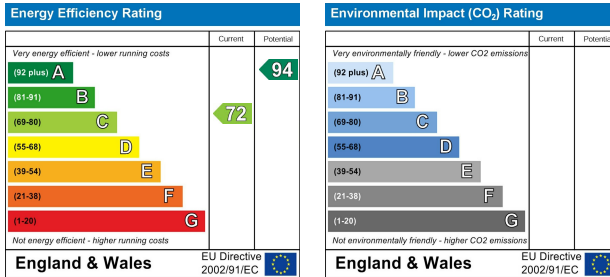 Energy Efficiency Rating
Current Potential
Very energy efficient - lower running costs
(92 plus) A
94
(81-91) B
(69-80) C
72
(55-68) D
(39-54) E
(21-38) F
(1-20) G
Not energy efficient - higher running costs
England & Wales
EU Directive
2002/91/EC
Environmental Impact (CO₂) Rating
Current Potentia
Very environmentally friendly - lower CO2 emissions
(92 plus) A
(81-91) B
(69-80) C
(55-68) D
(39-54) E
(21-38) F
(1-20) G
Not environmentally friendly - higher CO2 emissions
England & Wales
EU Directive
2002/91/EC